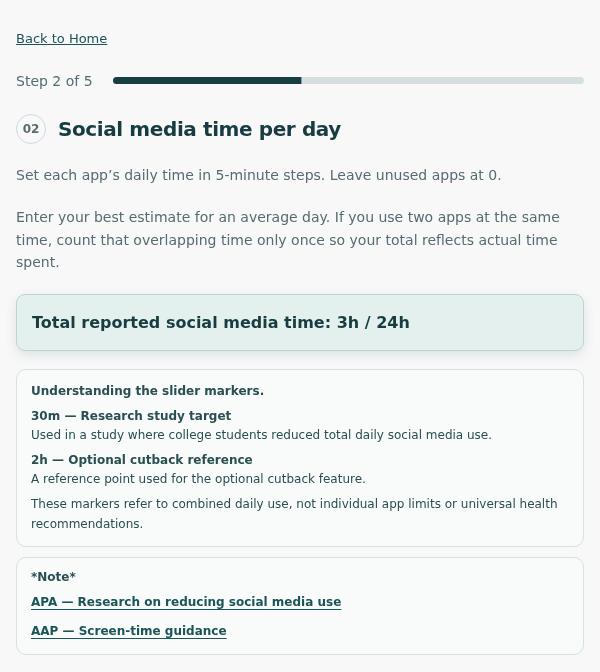 Back to Home
Step 2 of 5
02
Social media time per day
Set each app’s daily time in 5-minute steps. Leave unused apps at 0.
Enter your best estimate for an average day. If you use two apps at the same
time, count that overlapping time only once so your total reflects actual time
spent.
Total reported social media time: 3h / 24h
Understanding the slider markers.
30m — Research study target
Used in a study where college students reduced total daily social media use.
2h — Optional cutback reference
A reference point used for the optional cutback feature.
These markers refer to combined daily use, not individual app limits or universal health
recommendations.
*Note*
APA — Research on reducing social media use
AAP — Screen-time guidance